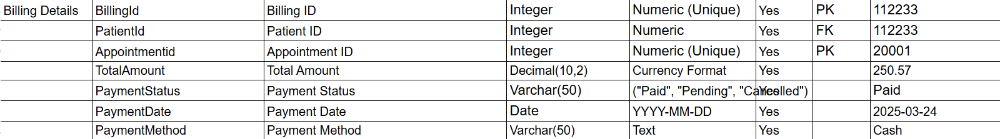 Billing Details BillingId Billing ID Integer Numeric (Unique) Yes PK 112233
PatientId Patient ID Integer Numeric Yes FK 112233
Appointmentid Appointment ID Integer Numeric (Unique) Yes PK 20001
TotalAmount Total Amount Decimal(10,2) Currency Format Yes 250.57
PaymentStatus Payment Status Varchar(50) ("Paid", "Pending", "Cancelled") Yes Paid
PaymentDate Payment Date Date YYYY-MM-DD Yes 2025-03-24
PaymentMethod Payment Method Varchar(50) Text Yes Cash